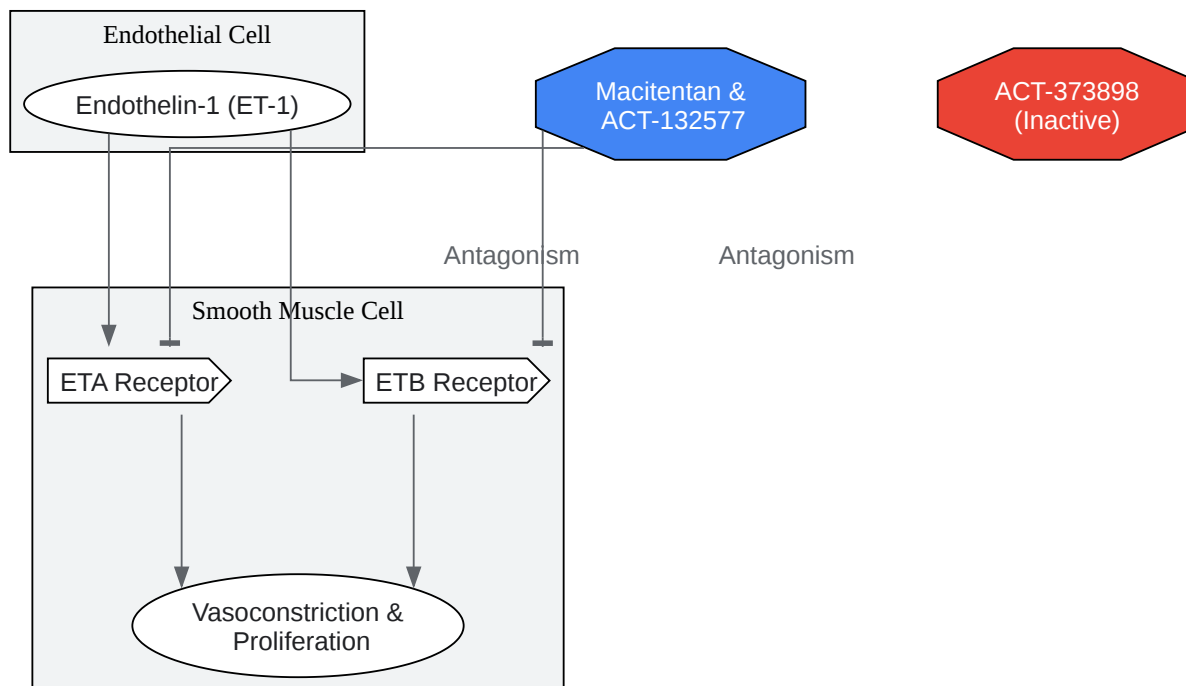 Endothelial Cell
Endothelin-1 (ET-1)
Macitentan &
ACT-132577
ACT-373898
(Inactive)
Antagonism
Antagonism
Smooth Muscle Cell
ETA Receptor
ETB Receptor
Vasoconstriction &
Proliferation